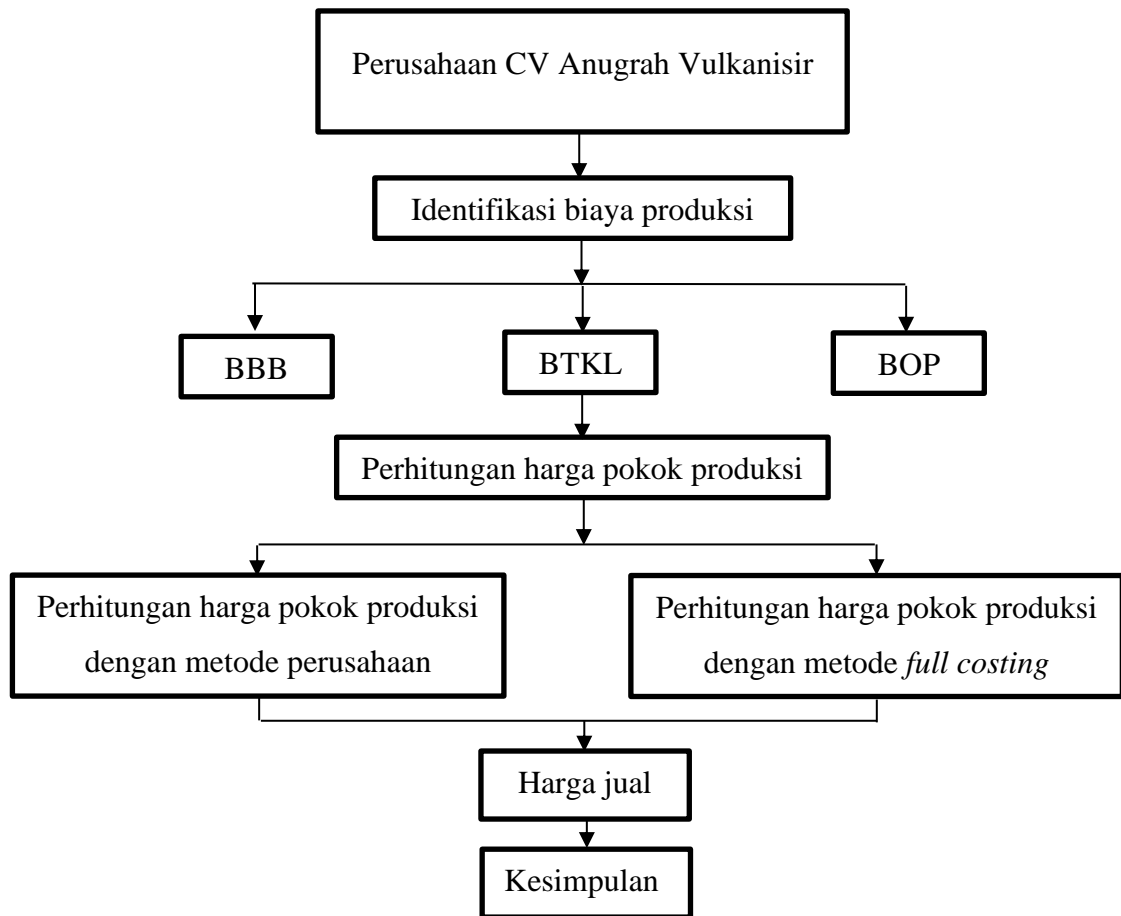 Perusahaan CV Anugrah Vulkanisir
Identifikasi biaya produksi
BBB
BTKL
BOP
Perhitungan harga pokok produksi
Perhitungan harga pokok produksi
dengan metode perusahaan
Perhitungan harga pokok produksi
dengan metode full costing
Harga jual
Kesimpulan